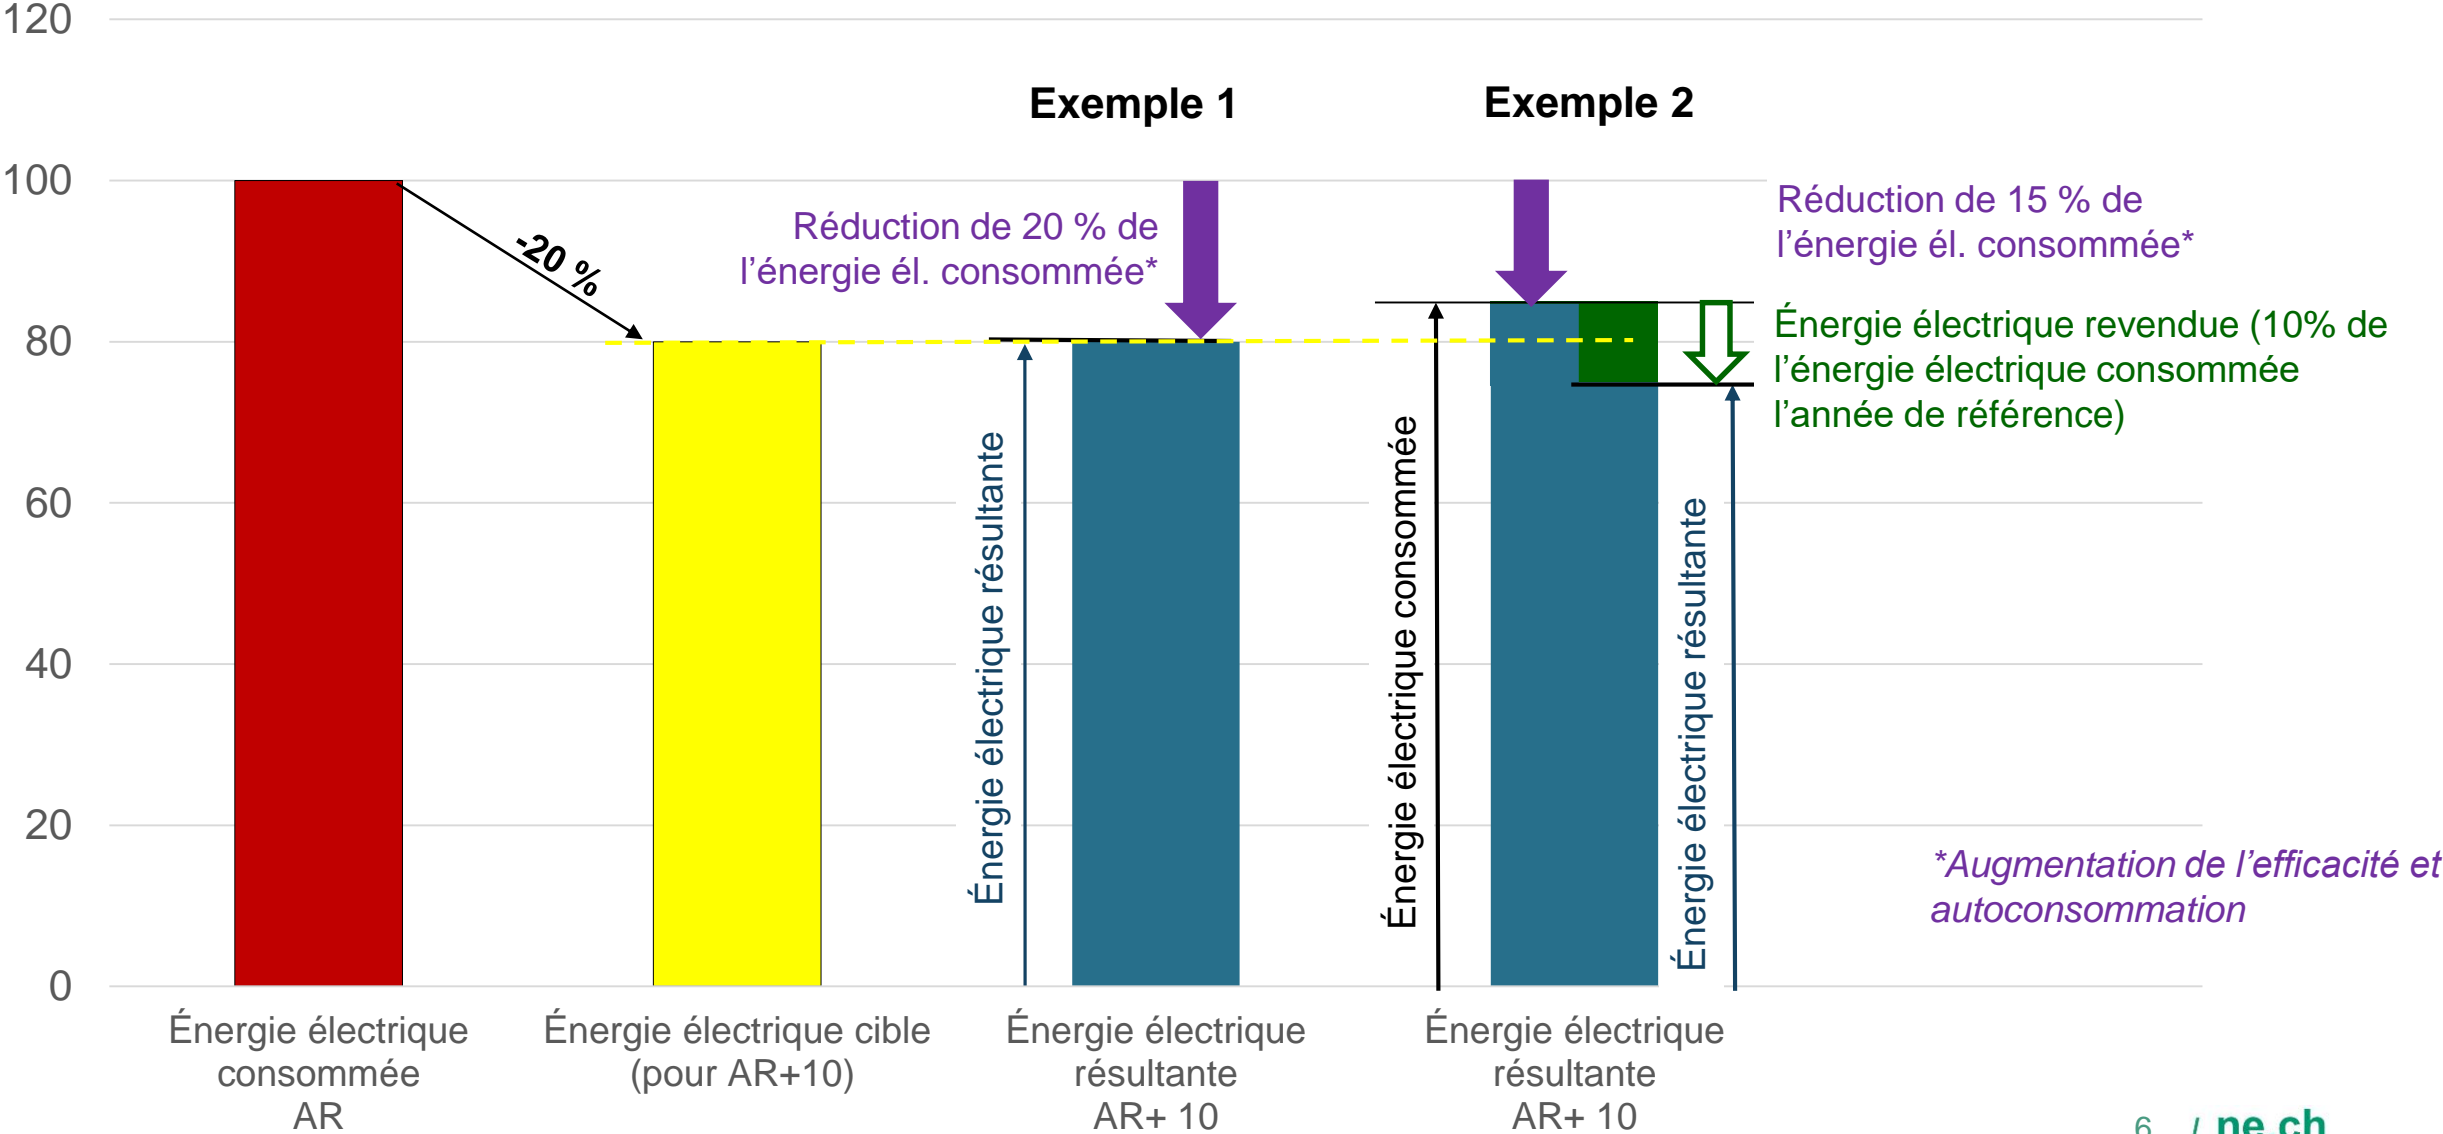 120
Exemple 1
Exemple 2
100
Réduction de 20 % de
l'énergie él. consommée*
-20 %
Réduction de 15 % de
l'énergie él. consommée*
80
Énergie électrique revendue (10% de
l'énergie électrique consommée
l'année de référence)
60
40
20
0
Énergie électrique résultante
Énergie électrique consommée
Énergie électrique résultante
*Augmentation de l'efficacité et
autoconsommation
Énergie électrique
consommée
AR
Énergie électrique cible
(pour AR+10)
Énergie électrique
résultante
AR+ 10
Énergie électrique
résultante
AR+ 10
6 / ne.ch